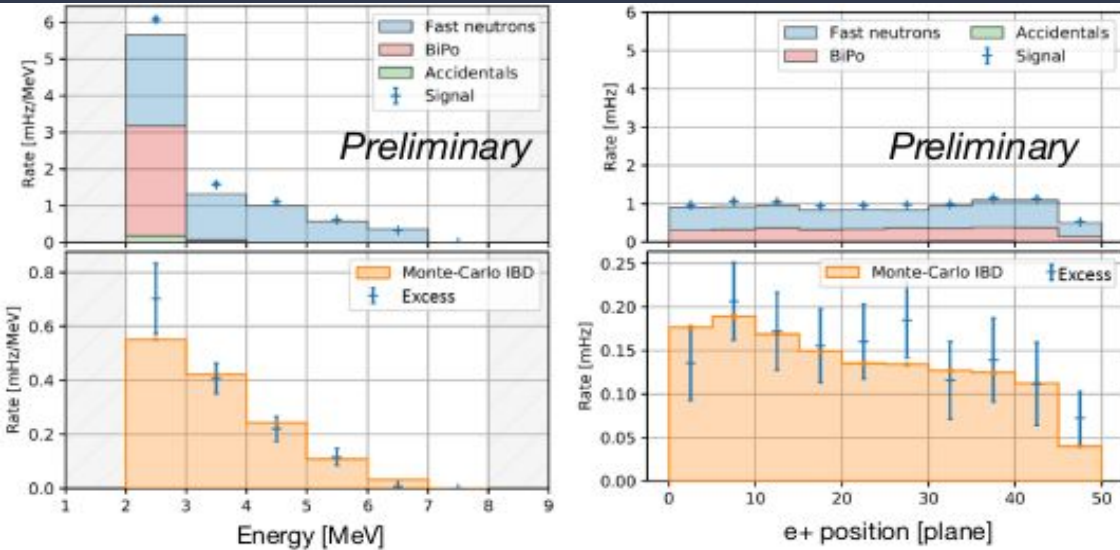 6
5
4
3
2
1
0
Rate [mHz/MeV]
Fast neutrons
BiPo
Accidentals
Signal
Preliminary
0.8
0.6
0.4
0.2
0.0
Rate [mHz/MeV]
Monte-Carlo IBD
Excess
1 2 3 4 5 6 7 8 9
Energy [MeV]
6
5
4
3
2
1
0
Rate [mHz]
Fast neutrons Accidentals
BiPo Signal
Preliminary
0.25
0.20
0.15
0.10
0.05
0.00
Rate [mHz]
Monte-Carlo IBD Excess
0 10 20 30 40 50
e+ position [plane]